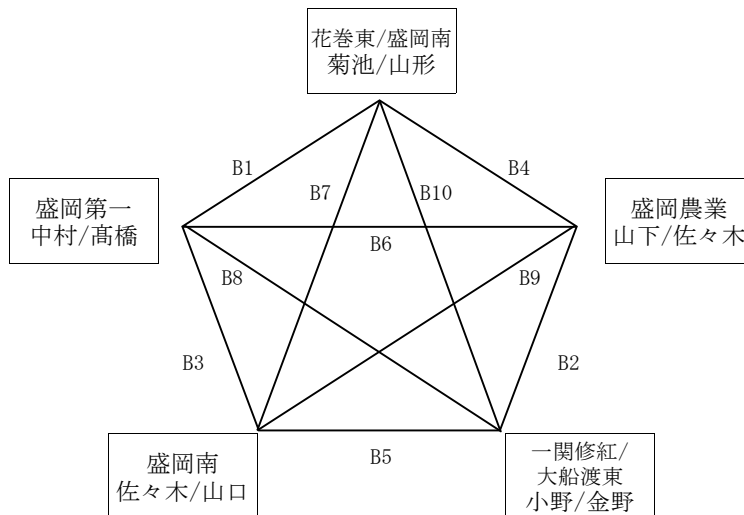 花巻東/盛岡南
菊池/山形
B1
B7
B10
B4
盛岡第一
中村/髙橋
盛岡農業
山下/佐々木
B6
B8
B9
B3
B2
盛岡南
佐々木/山口
B5
一関修紅/
大船渡東
小野/金野